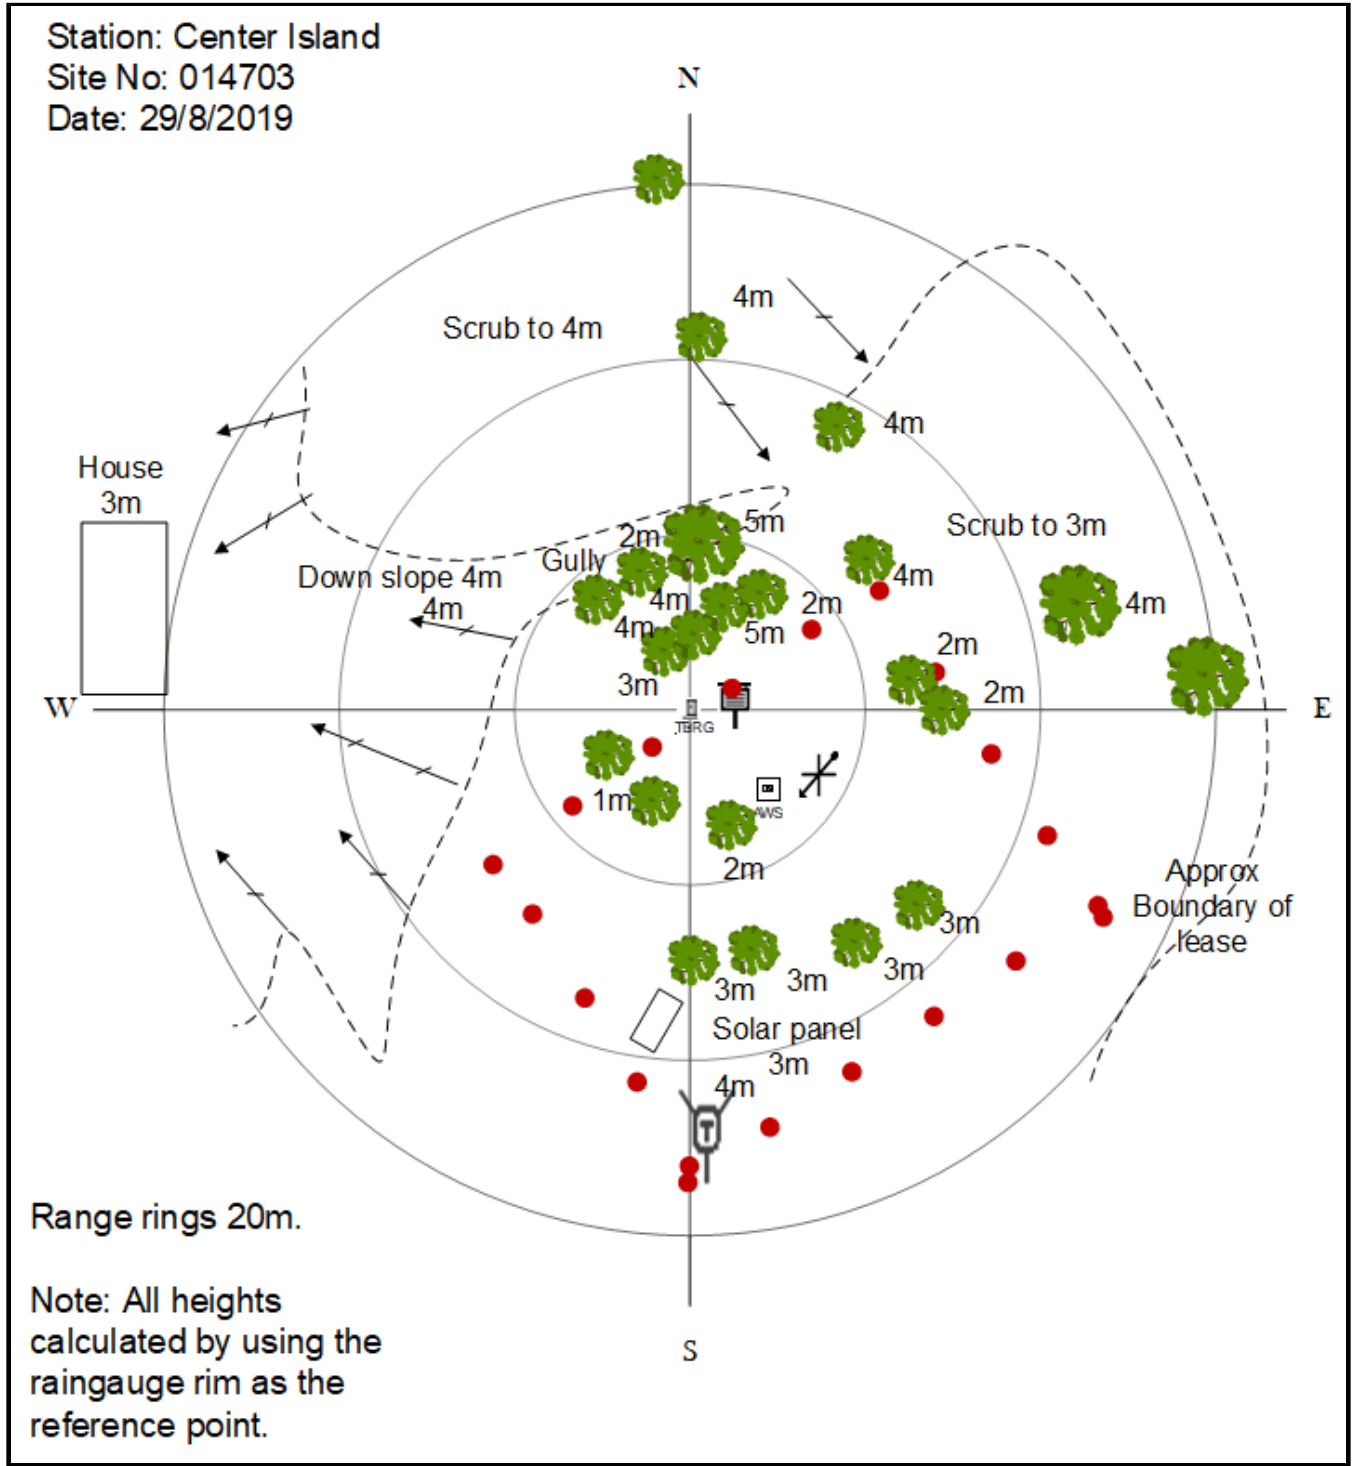 Station: Center Island
Site No: 014703
Date: 29/8/2019
N
4m
Scrub to 4m
4m
House
3m
5m
2m
Scrub to 3m
Gully
Down slope 4m
4m
4m
4m
2m
4m
4m
5m
2m
3m
2m
W
E
TBRG
1m
AWS
2m
Approx
Boundary of
lease
3m
3m
3m
3m
Solar panel
3m
4m
T
Range rings 20m.
S
Note: All heights
calculated by using the
raingauge rim as the
reference point.